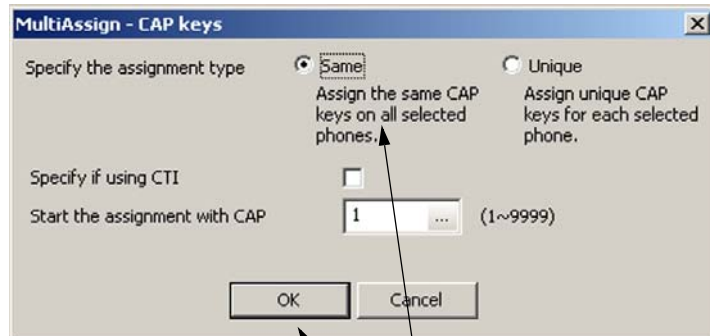 MultiAssign - CAP keys
Specify the assignment type Same Unique
Assign the same CAP Assign unique CAP
keys on all selected keys for each selected
phones. phone.
Specify if using CTI
Start the assignment with CAP 1 ... (1~9999)
OK Cancel